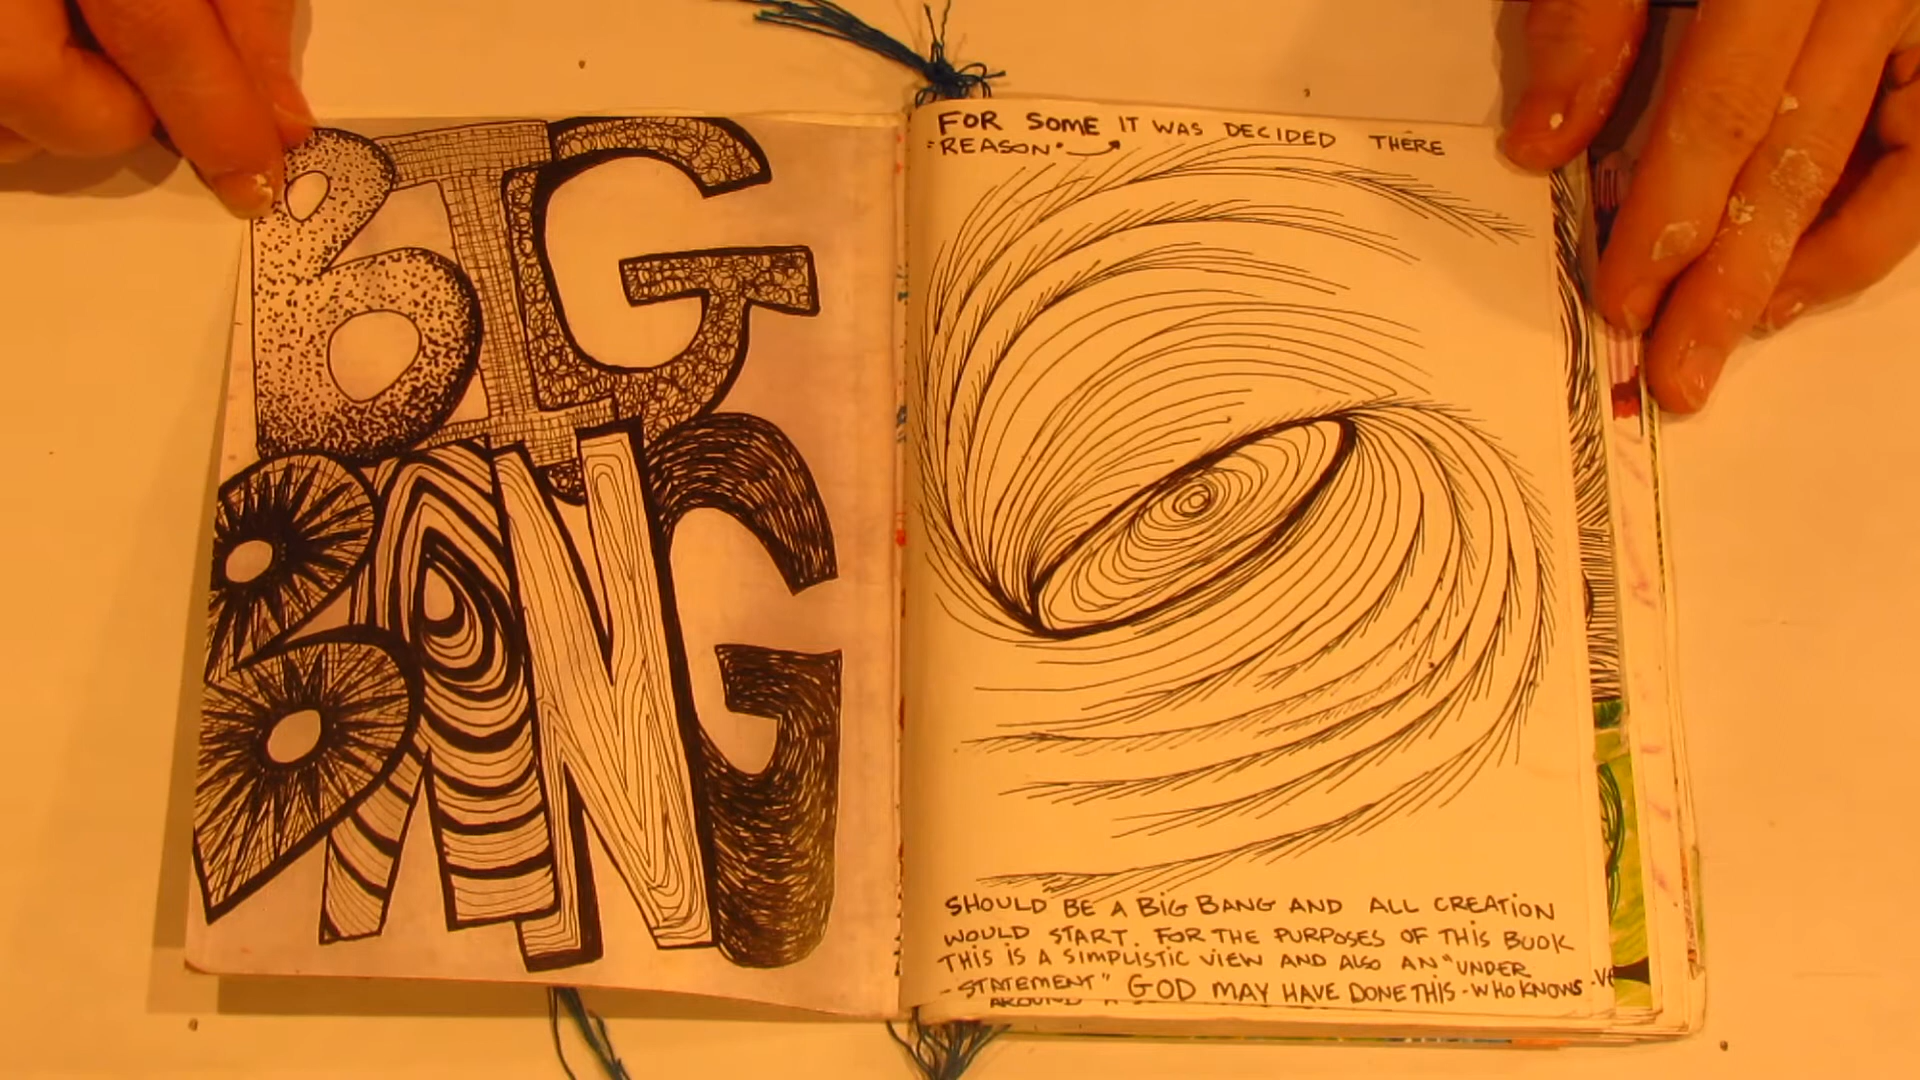 BIG
BANG
FOR SOME IT WAS DECIDED THERE
"REASON"
SHOULD BE A BIG BANG AND ALL CREATION
WOULD START. FOR THE PURPOSES OF THIS BOOK
THIS IS A SIMPLISTIC VIEW AND ALSO AN "UNDER
-STATEMENT" GOD MAY HAVE DONE THIS - WHO KNOWS -
AROUND